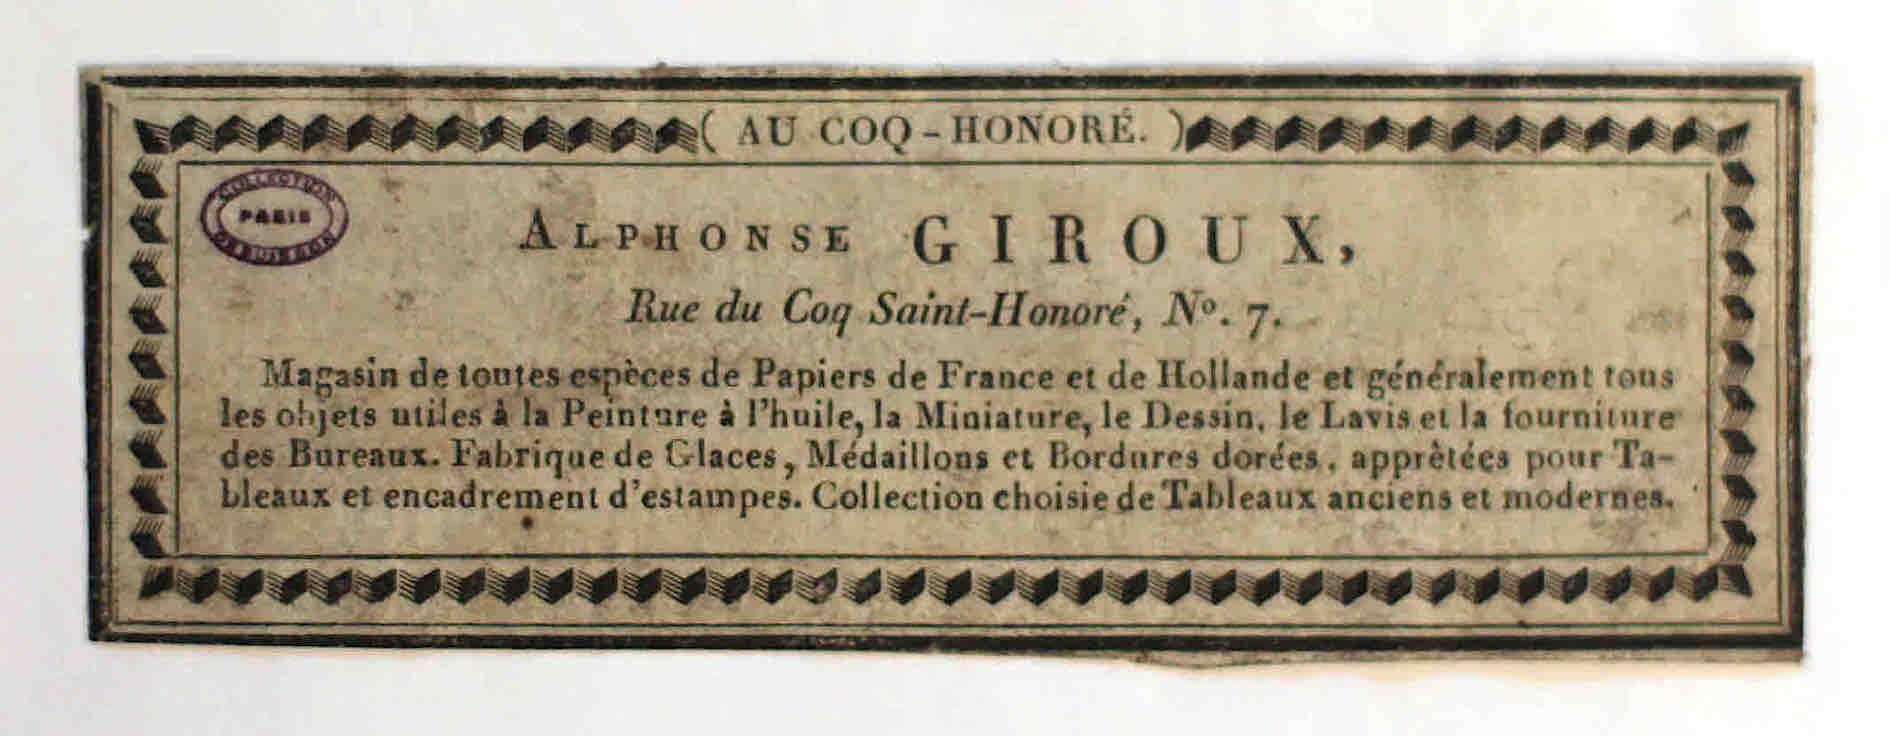 ( AU COQ-HONORÉ. )
COLLECTION
PARIS
ALPHONSE GIROUX,
Rue du Coq Saint-Honoré, Nº. 7.
Magasin de toutes espèces de Papiers de France et de Hollande et généralement tous
les objets utiles à la Peinture à l'huile, la Miniature, le Dessin, le Lavis et la fourniture
des Bureaux. Fabrique de Glaces, Médaillons et Bordures dorées, apprêtées pour Ta-
bleaux et encadrement d'estampes. Collection choisie de Tableaux anciens et modernes.